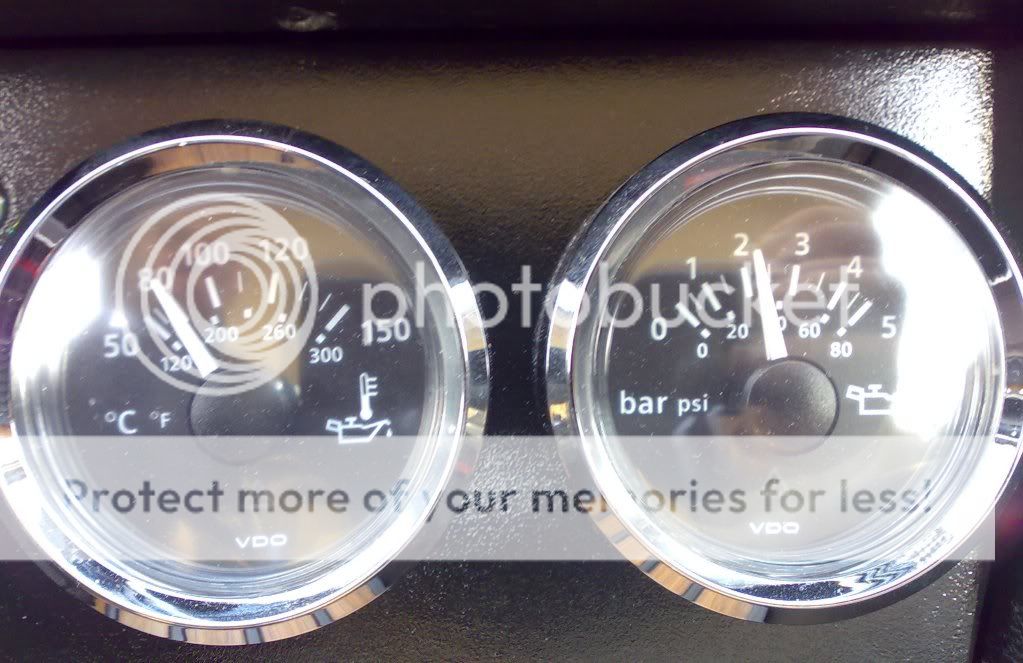 50 80 100 120 150
120 200 260 300
°C °F
VDO
0 1 2 3 4 5
0 20 60 80
bar psi
VDO
photobucket
Protect more of your memories for less!